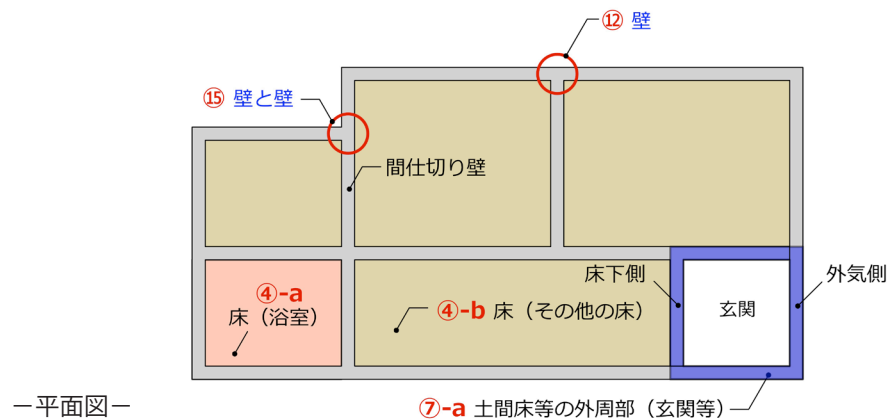 ⑫ 壁
⑮ 壁と壁
間仕切り壁
④-a
床（浴室）
④-b 床（その他の床）
床下側
玄関
外気側
⑦-a 土間床等の外周部（玄関等）
－平面図－